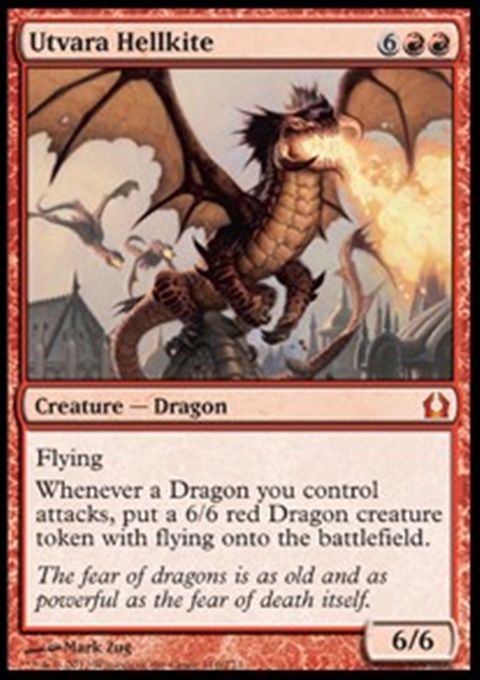 Utvara Hellkite 6
Creature — Dragon
Flying
Whenever a Dragon you control
attacks, put a 6/6 red Dragon creature
token with flying onto the battlefield.
The fear of dragons is as old and as
powerful as the fear of death itself.
Mark Zug
6/6